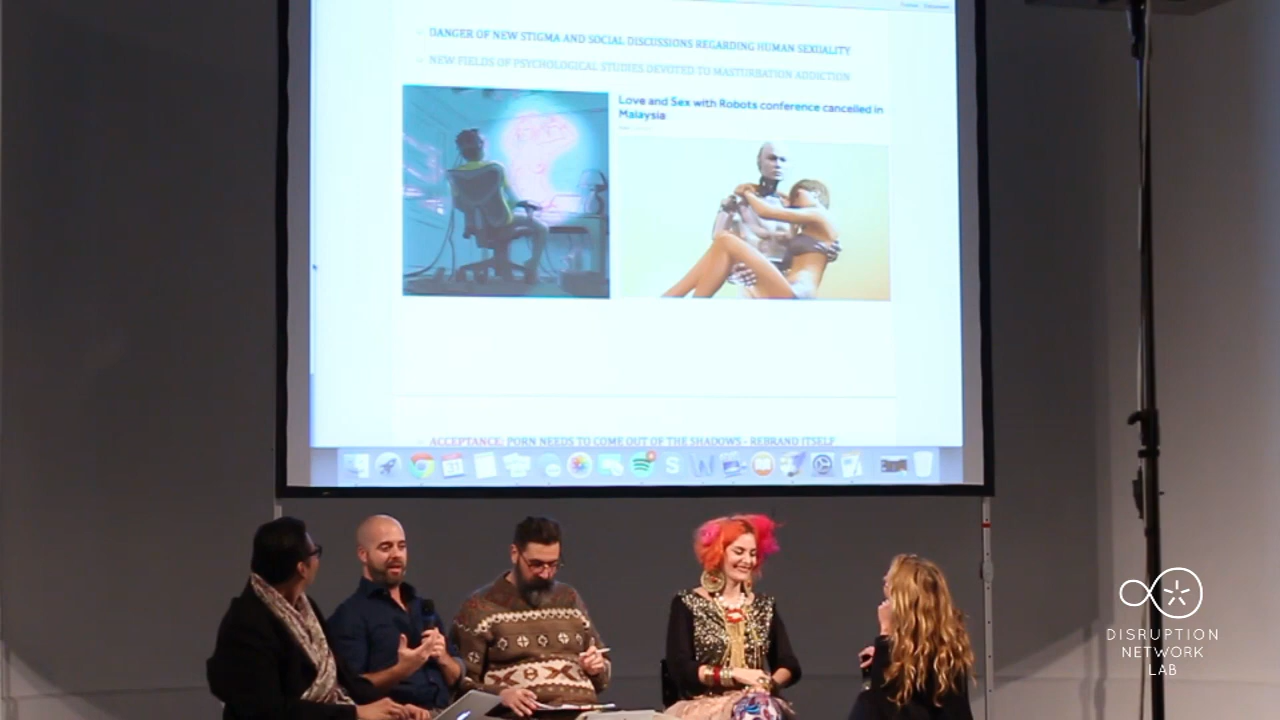 DANGER OF NEW STIGMA AND SOCIAL DISCUSSIONS REGARDING HUMAN SEXUALITY
NEW FIELDS OF PSYCHOLOGICAL STUDIES DEVOTED TO MASTURBATION ADDICTION
Love and Sex with Robots conference cancelled in
Malaysia
ACCEPTANCE: PORN NEEDS TO COME OUT OF THE SHADOWS - REBRAND ITSELF
31
DISRUPTION
NETWORK
LAB